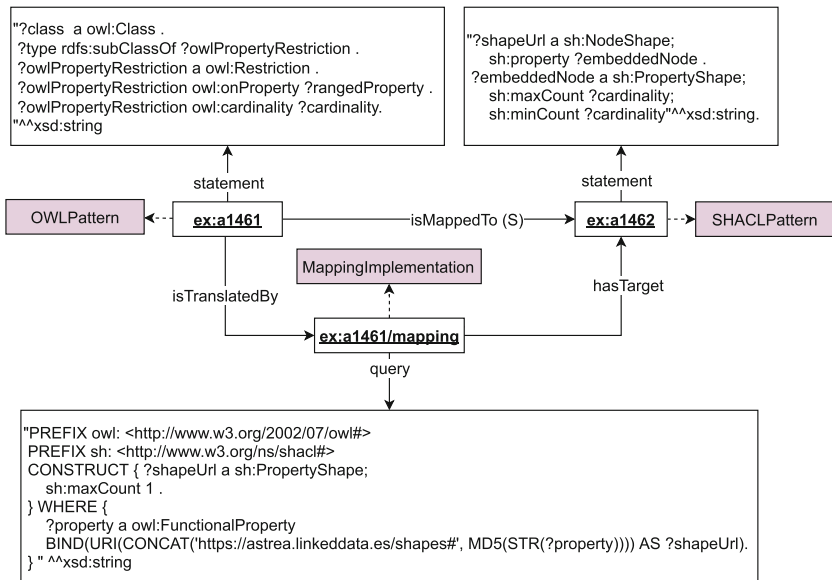 "?class  a owl:Class .
?type rdfs:subClassOf ?owlPropertyRestriction .
?owlPropertyRestriction a owl:Restriction .
?owlPropertyRestriction owl:onProperty ?rangedProperty .
?owlPropertyRestriction owl:cardinality ?cardinality.
"^^xsd:string
"?shapeUrl a sh:NodeShape;
sh:property ?embeddedNode .
?embeddedNode a sh:PropertyShape;
sh:maxCount ?cardinality;
sh:minCount ?cardinality"^^xsd:string.
statement
statement
OWLPattern
ex:a1461
isMappedTo (S)
ex:a1462
SHACLPattern
MappingImplementation
isTranslatedBy
hasTarget
ex:a1461/mapping
query
"PREFIX owl: <http://www.w3.org/2002/07/owl#>
PREFIX sh: <http://www.w3.org/ns/shacl#>
CONSTRUCT { ?shapeUrl a sh:PropertyShape;
sh:maxCount 1 .
} WHERE {
?property a owl:FunctionalProperty
BIND(URI(CONCAT('https://astrea.linkeddata.es/shapes#', MD5(STR(?property)))) AS ?shapeUrl).
} " ^^xsd:string